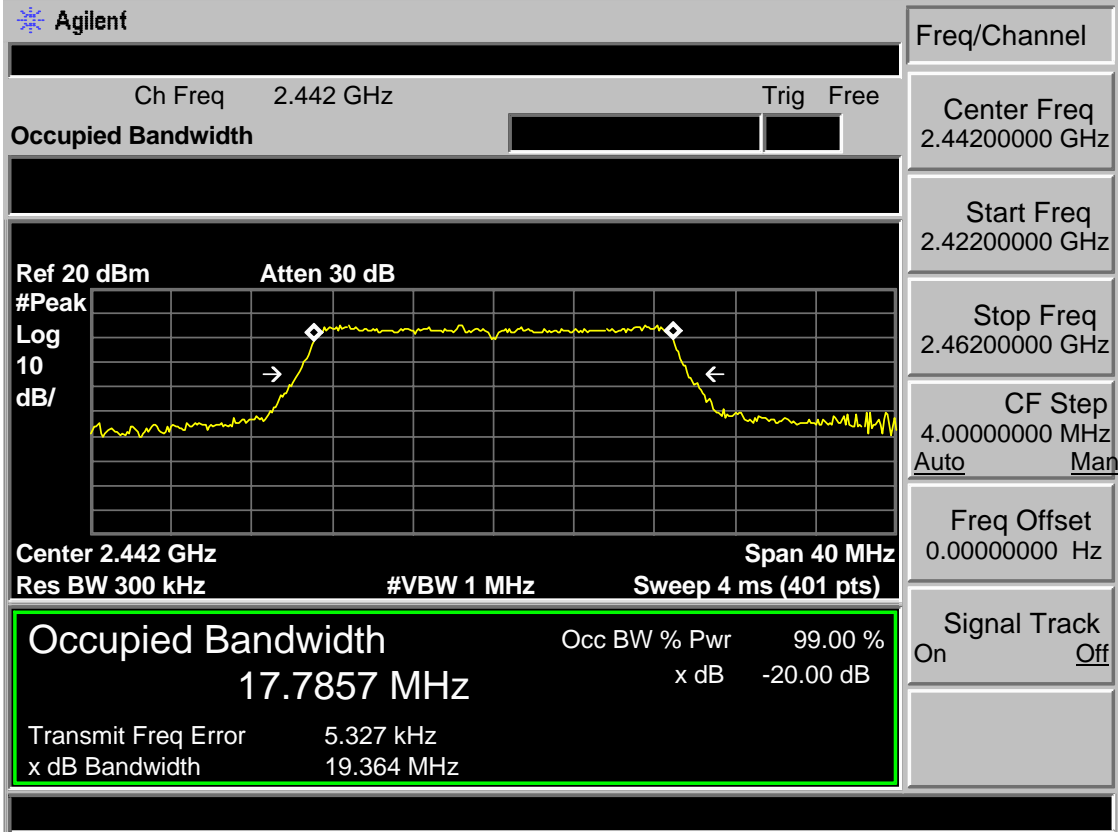 Agilent
Freq/Channel
Ch Freq 2.442 GHz Trig Free
Occupied Bandwidth
Center Freq
2.44200000 GHz
Start Freq
2.42200000 GHz
Stop Freq
2.46200000 GHz
CF Step
4.00000000 MHz
Auto Man
Freq Offset
0.00000000 Hz
Signal Track
On Off
Ref 20 dBm Atten 30 dB
#Peak
Log
10
dB/
Center 2.442 GHz Span 40 MHz
Res BW 300 kHz #VBW 1 MHz Sweep 4 ms (401 pts)
Occupied Bandwidth Occ BW % Pwr 99.00 %
17.7857 MHz x dB -20.00 dB
Transmit Freq Error 5.327 kHz
x dB Bandwidth 19.364 MHz